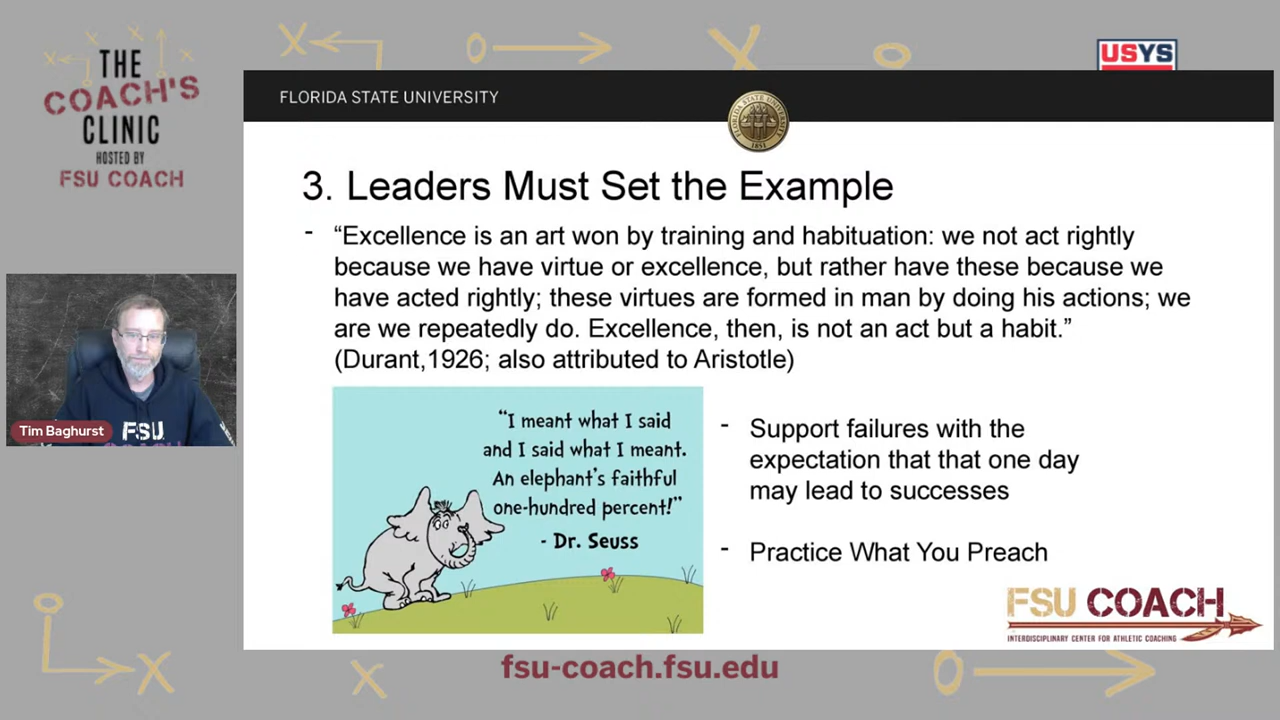 THE
COACH'S
CLINIC
HOSTED BY
FSU COACH
USYS
FLORIDA STATE UNIVERSITY
FLORIDA STATE UNIVERSITY
1851
3. Leaders Must Set the Example
- “Excellence is an art won by training and habituation: we not act rightly
because we have virtue or excellence, but rather have these because we
have acted rightly; these virtues are formed in man by doing his actions; we
are we repeatedly do. Excellence, then, is not an act but a habit.”
(Durant,1926; also attributed to Aristotle)
“I meant what I said
and I said what I meant.
An elephant's faithful
one-hundred percent!”
- Dr. Seuss
- Support failures with the
expectation that that one day
may lead to successes
- Practice What You Preach
Tim Baghurst
FSU
FSU COACH
INTERDISCIPLINARY CENTER FOR ATHLETIC COACHING
fsu-coach.fsu.edu